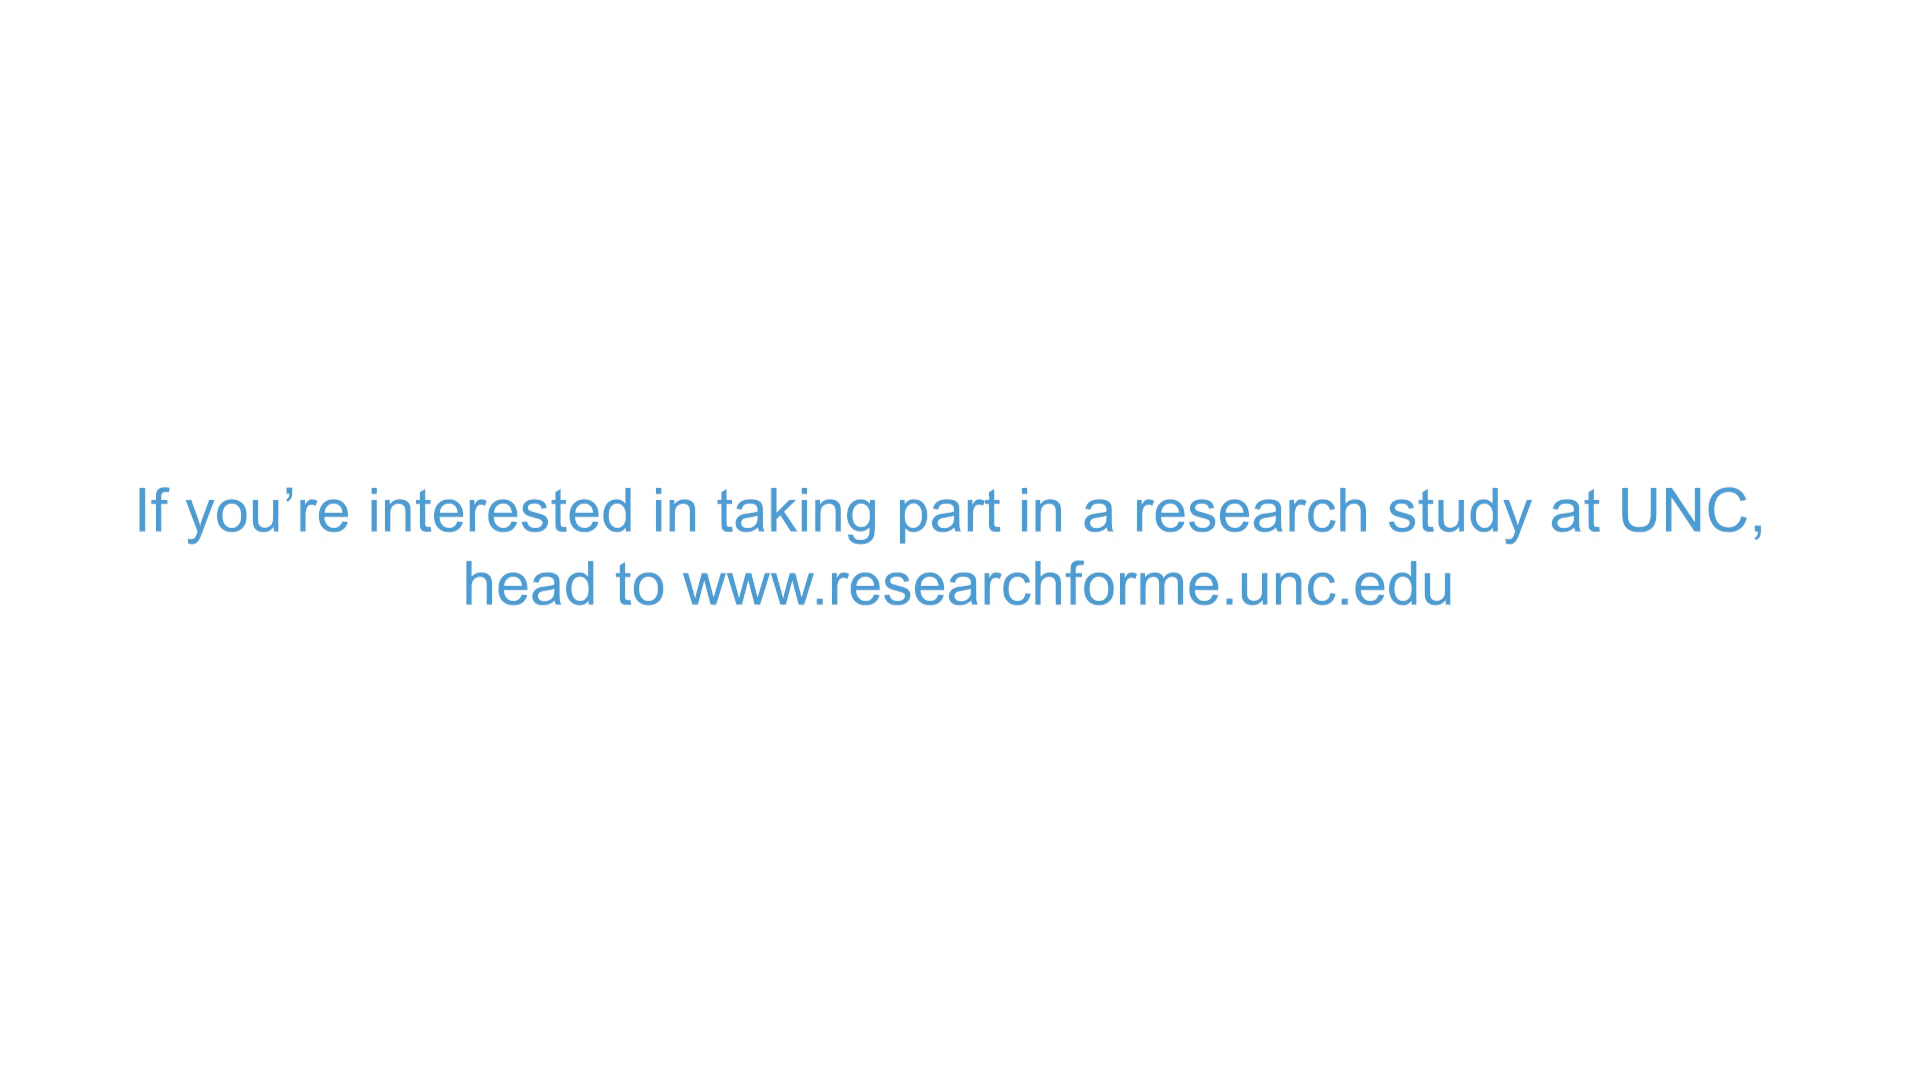 If you’re interested in taking part in a research study at UNC,
head to www.researchforme.unc.edu